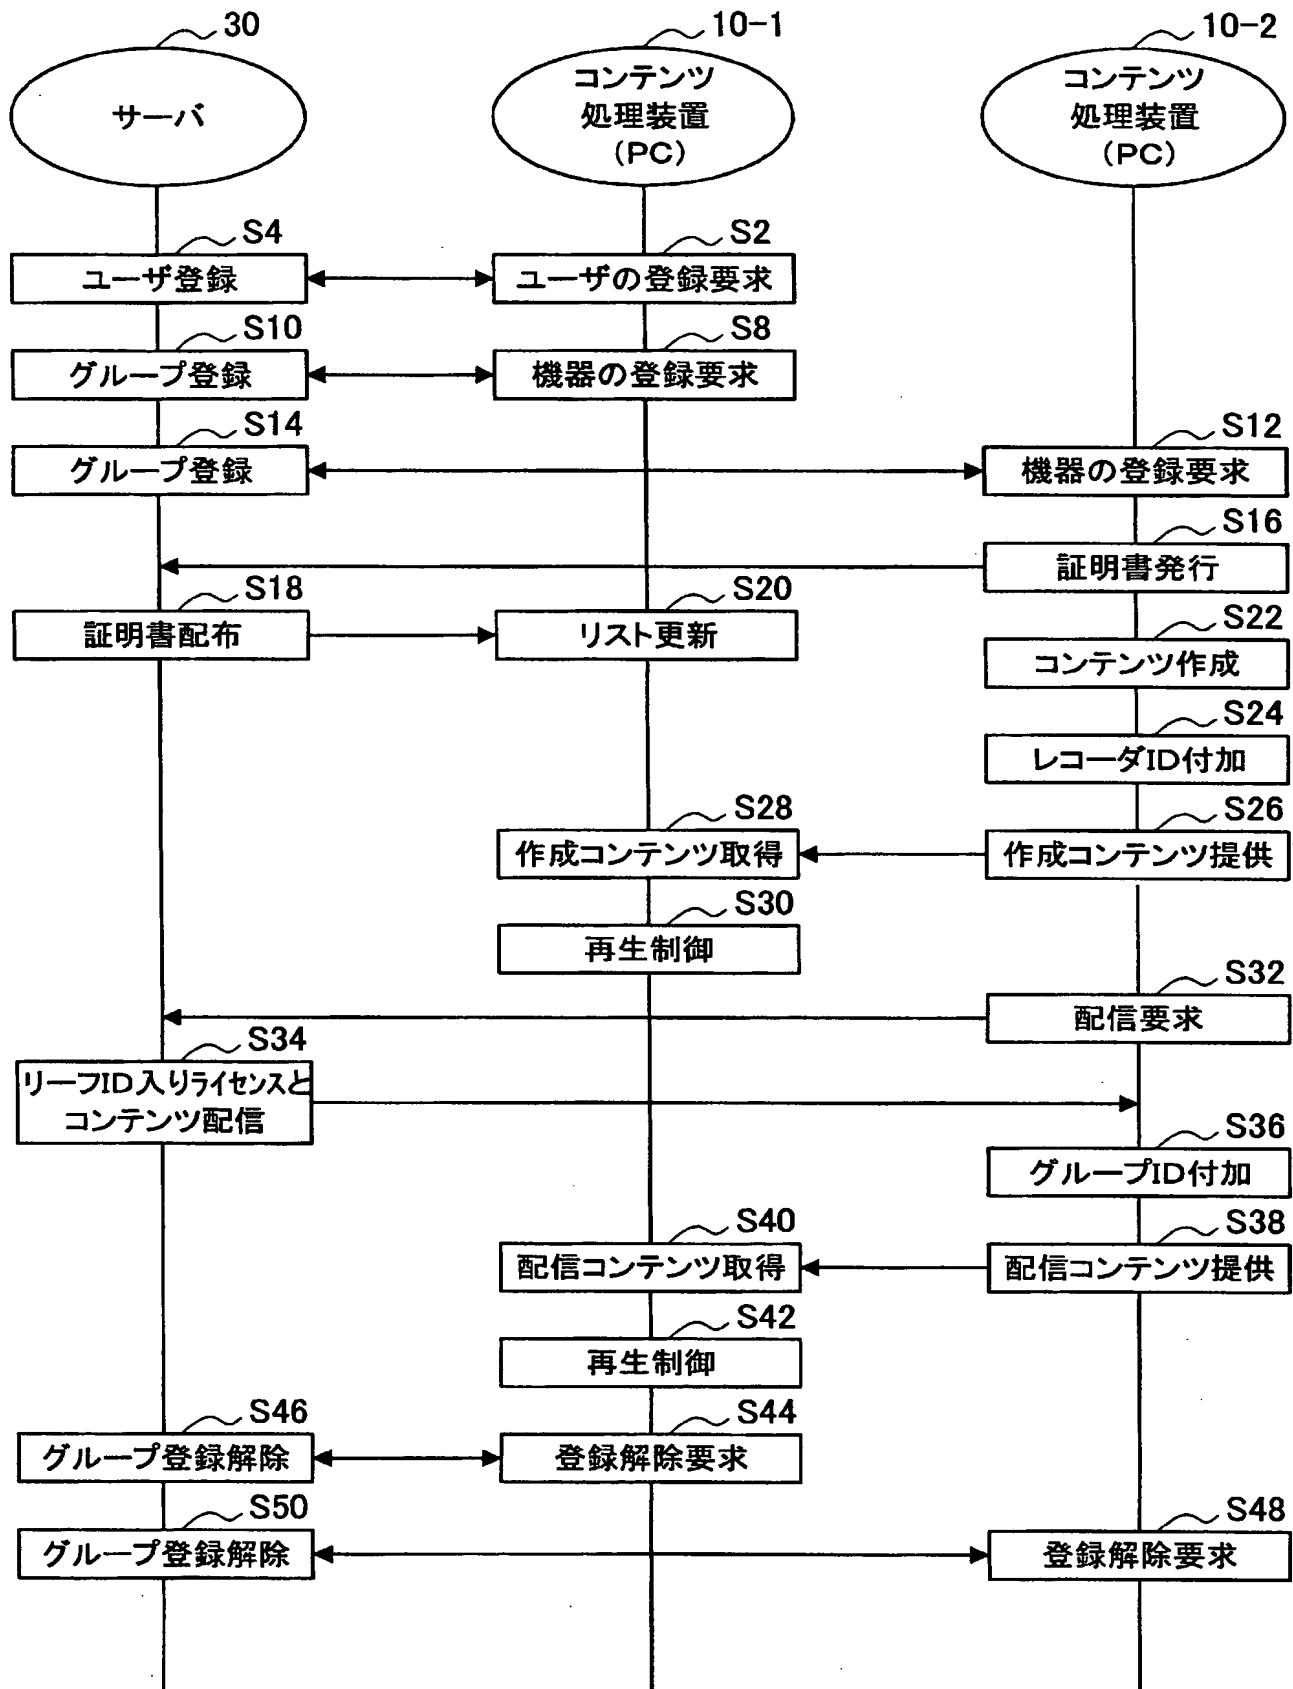 30
10-1
10-2
サーバ
コンテンツ
処理装置
(PC)
コンテンツ
処理装置
(PC)
S4
S2
ユーザ登録
ユーザの登録要求
S10
S8
グループ登録
機器の登録要求
S14
S12
グループ登録
機器の登録要求
S16
証明書発行
S18
S20
証明書配布
リスト更新
S22
コンテンツ作成
S24
レコーダID付加
S28
S26
作成コンテンツ取得
作成コンテンツ提供
S30
再生制御
S32
配信要求
S34
リーフID入りライセンスと
コンテンツ配信
S36
グループID付加
S40
S38
配信コンテンツ取得
配信コンテンツ提供
S42
再生制御
S46
S44
グループ登録解除
登録解除要求
S50
S48
グループ登録解除
登録解除要求